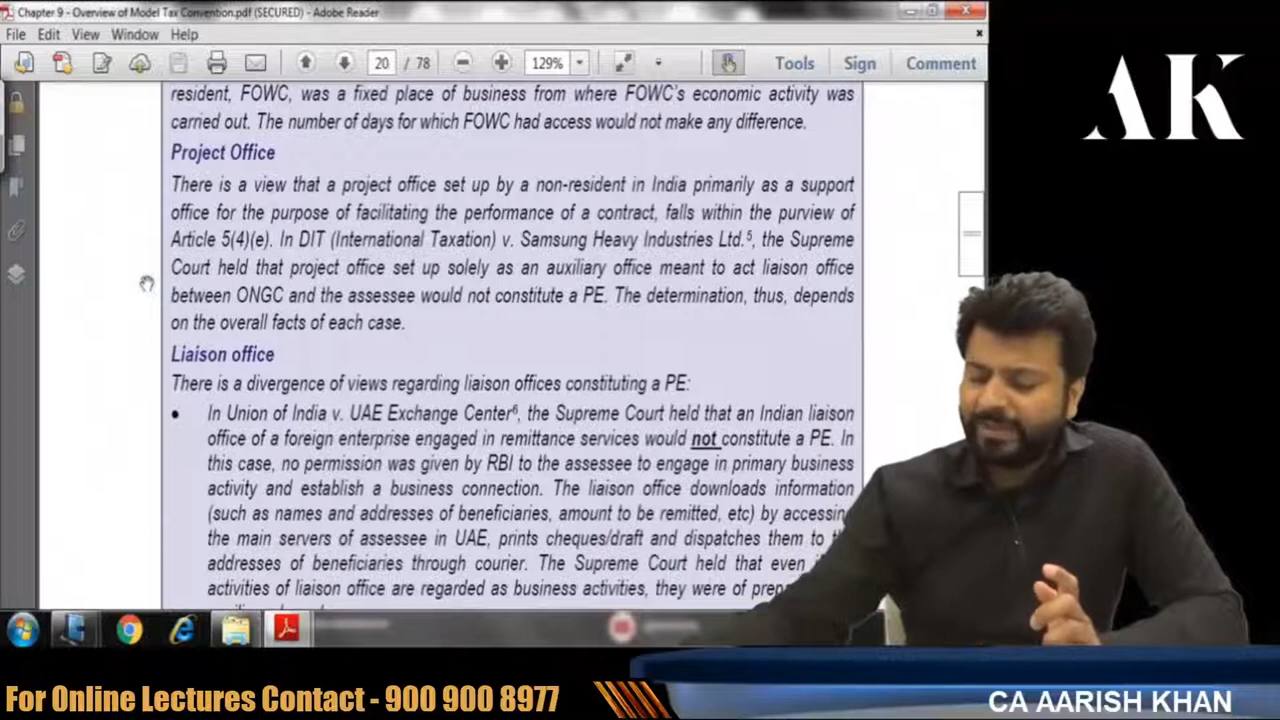 Chapter 9 - Overview of Model Tax Convention.pdf (SECURED) - Adobe Reader
File Edit View Window Help
20 / 78 129% Tools Sign Comment
AK
resident, FOWC, was a fixed place of business from where FOWC's economic activity was
carried out. The number of days for which FOWC had access would not make any difference.
Project Office
There is a view that a project office set up by a non-resident in India primarily as a support
office for the purpose of facilitating the performance of a contract, falls within the purview of
Article 5(4)(e). In DIT (International Taxation) v. Samsung Heavy Industries Ltd.⁵, the Supreme
Court held that project office set up solely as an auxiliary office meant to act liaison office
between ONGC and the assessee would not constitute a PE. The determination, thus, depends
on the overall facts of each case.
Liaison office
There is a divergence of views regarding liaison offices constituting a PE:
• In Union of India v. UAE Exchange Center⁶, the Supreme Court held that an Indian liaison
office of a foreign enterprise engaged in remittance services would not constitute a PE. In
this case, no permission was given by RBI to the assessee to engage in primary business
activity and establish a business connection. The liaison office downloads information
(such as names and addresses of beneficiaries, amount to be remitted, etc) by accessing
the main servers of assessee in UAE, prints cheques/draft and dispatches them to
addresses of beneficiaries through courier. The Supreme Court held that even
activities of liaison office are regarded as business activities, they were of
For Online Lectures Contact - 900 900 8977
CA AARISH KHAN